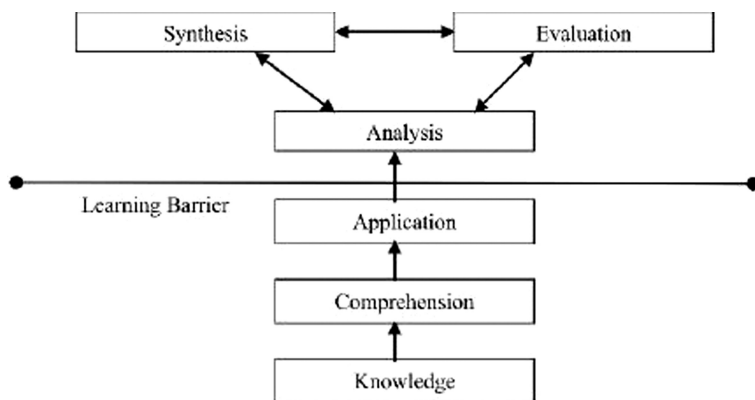 Synthesis
Evaluation
Analysis
Learning Barrier
Application
Comprehension
Knowledge